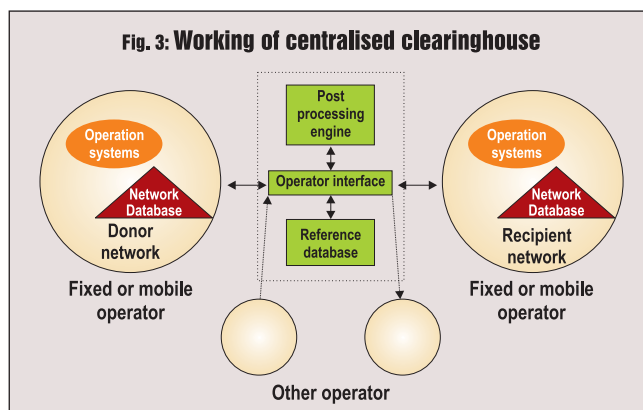 Fig. 3: Working of centralised clearinghouse
Operation
systems
Network
Database
Donor
network
Fixed or mobile
operator
Post
processing
engine
Operator interface
Reference
database
Operation
systems
Network
Database
Recipient
network
Fixed or mobile
operator
Other operator